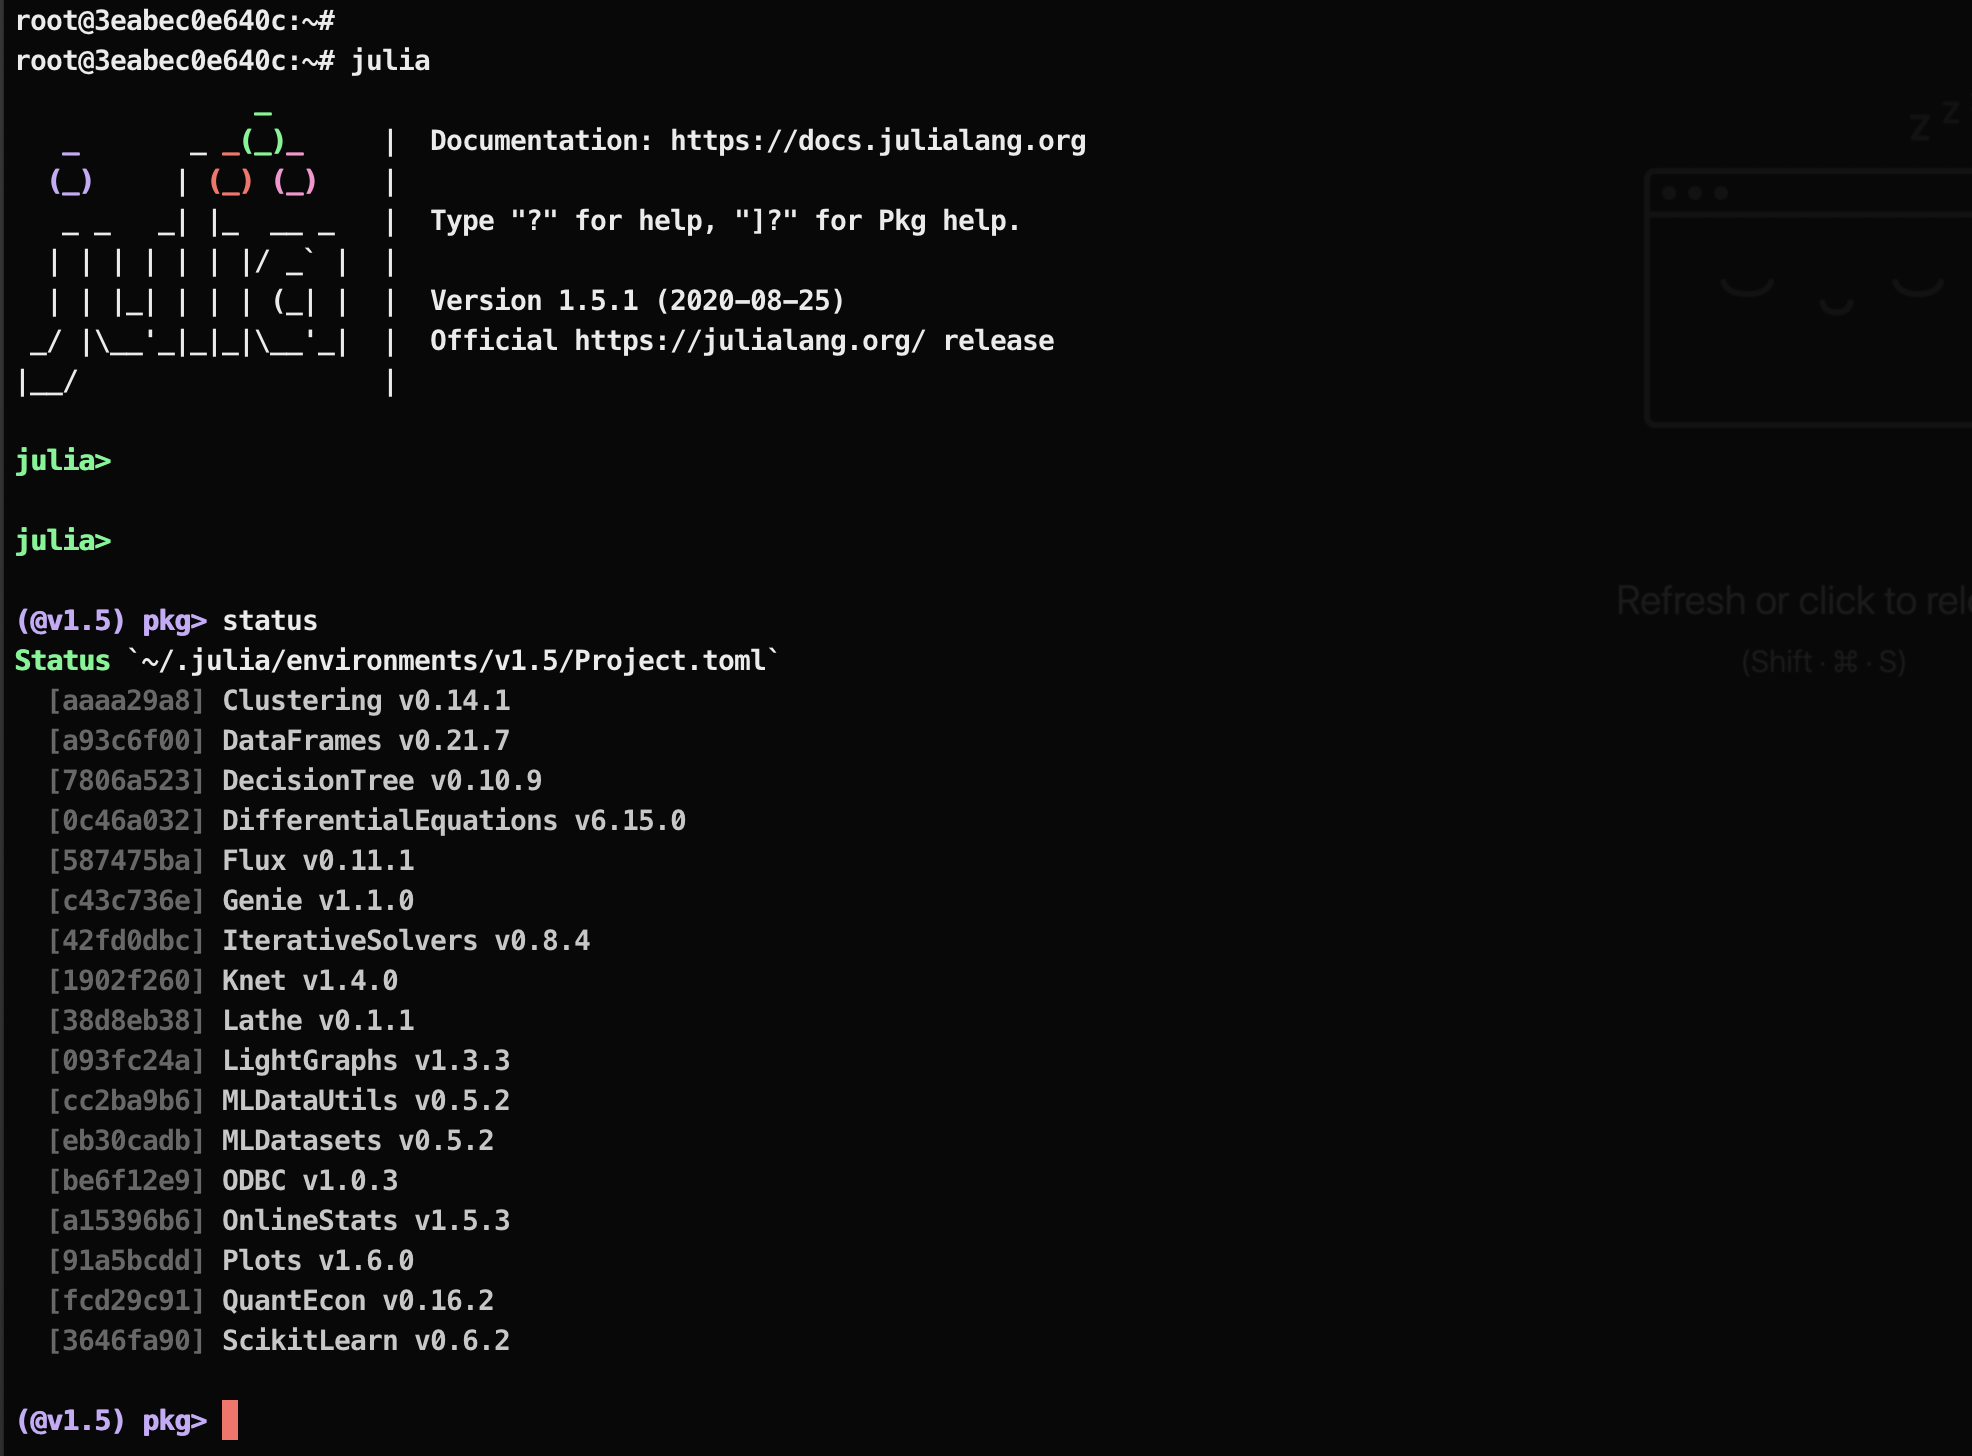 root@3eabec0e640c:~#
root@3eabec0e640c:~# julia
               _
   _       _ _(_)_     |  Documentation: https://docs.julialang.org
  (_)     | (_) (_)    |
   _ _   _| |_  __ _   |  Type "?" for help, "]?" for Pkg help.
  | | | | | | |/ _` |  |
  | | |_| | | | (_| |  |  Version 1.5.1 (2020-08-25)
 _/ |\__'_|_|_|\__'_|  |  Official https://julialang.org/ release
|__/                   |
julia>
julia>
(@v1.5) pkg> status
Status `~/.julia/environments/v1.5/Project.toml`
  [aaaa29a8] Clustering v0.14.1
  [a93c6f00] DataFrames v0.21.7
  [7806a523] DecisionTree v0.10.9
  [0c46a032] DifferentialEquations v6.15.0
  [587475ba] Flux v0.11.1
  [c43c736e] Genie v1.1.0
  [42fd0dbc] IterativeSolvers v0.8.4
  [1902f260] Knet v1.4.0
  [38d8eb38] Lathe v0.1.1
  [093fc24a] LightGraphs v1.3.3
  [cc2ba9b6] MLDataUtils v0.5.2
  [eb30cadb] MLDatasets v0.5.2
  [be6f12e9] ODBC v1.0.3
  [a15396b6] OnlineStats v1.5.3
  [91a5bcdd] Plots v1.6.0
  [fcd29c91] QuantEcon v0.16.2
  [3646fa90] ScikitLearn v0.6.2
(@v1.5) pkg>
z z
Refresh or click to
(Shift · ⌘ · S)